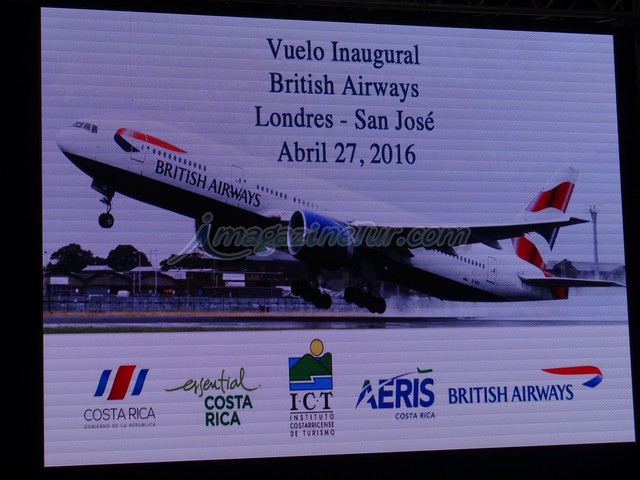 Vuelo Inaugural
British Airways
Londres - San José
Abril 27, 2016
BRITISH AIRWAYS
imagazineTur.com
COSTA RICA
GOBIERNO DE LA REPÚBLICA
essential
COSTA
RICA
I·C·T
INSTITUTO
COSTARRICENSE
DE TURISMO
AERIS
COSTA RICA
BRITISH AIRWAYS